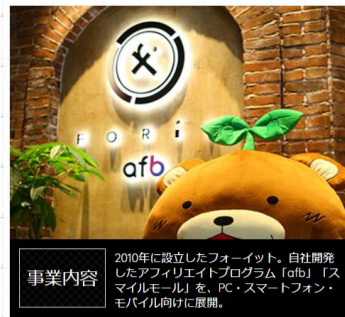 FORit
afb
事業内容
2010年に設立したフォーイット。自社開発
したアフィリエイトプログラム「afb」「ス
マイルモール」を、PC・スマートフォン・
モバイル向けに展開。